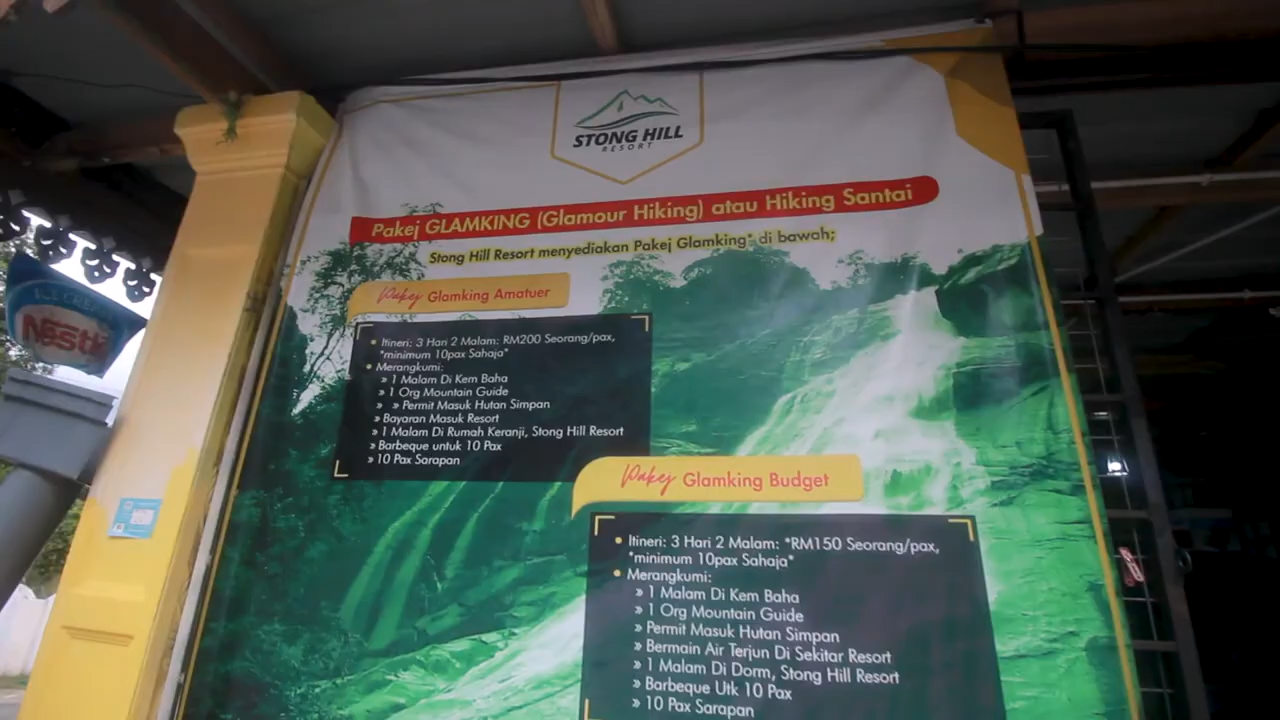 STONG HILL
RESORT
Pakej GLAMKING (Glamour Hiking) atau Hiking Santai
Stong Hill Resort menyediakan Pakej Glamking* di bawah;
Pakej Glamking Amatuer
• Itineri: 3 Hari 2 Malam: RM200 Seorang/pax,
*minimum 10pax Sahaja*
• Merangkumi:
» 1 Malam Di Kem Baha
» 1 Org Mountain Guide
» » Permit Masuk Hutan Simpan
» Bayaran Masuk Resort
» 1 Malam Di Rumah Keranji, Stong Hill Resort
» Barbeque untuk 10 Pax
» 10 Pax Sarapan
ICE CREAM
Nestlé
Pakej Glamking Budget
• Itineri: 3 Hari 2 Malam: *RM150 Seorang/pax,
*minimum 10pax Sahaja*
• Merangkumi:
» 1 Malam Di Kem Baha
» 1 Org Mountain Guide
» Permit Masuk Hutan Simpan
» Bermain Air Terjun Di Sekitar Resort
» 1 Malam Di Dorm, Stong Hill Resort
» Barbeque Utk 10 Pax
» 10 Pax Sarapan